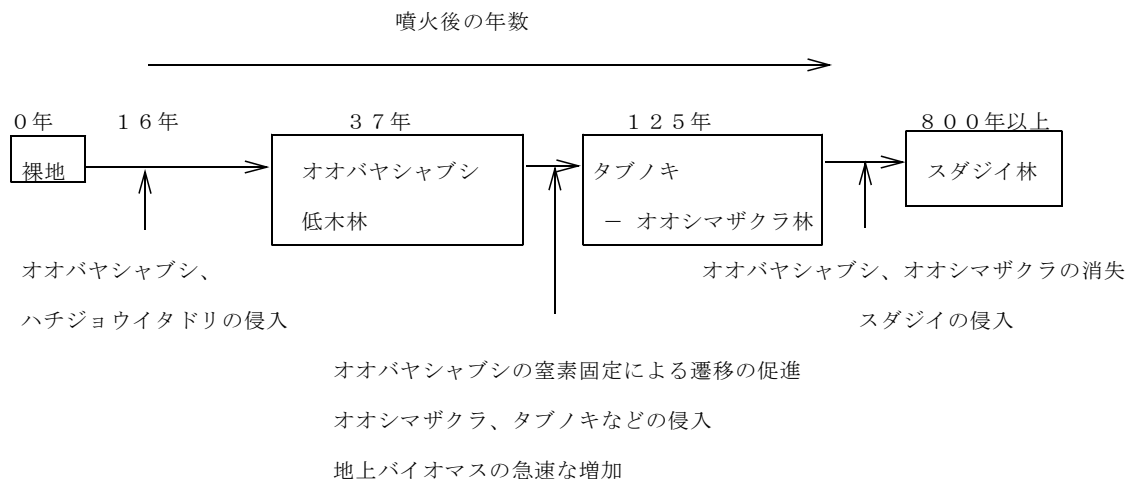 噴火後の年数
0年
16年
37年
125年
800年以上
裸地
オオバヤシャブシ
低木林
タブノキ
－ オオシマザクラ林
スダジイ林
オオバヤシャブシ、
ハチジョウイタドリの侵入
オオバヤシャブシ、オオシマザクラの消失
スダジイの侵入
オオバヤシャブシの窒素固定による遷移の促進
オオシマザクラ、タブノキなどの侵入
地上バイオマスの急速な増加